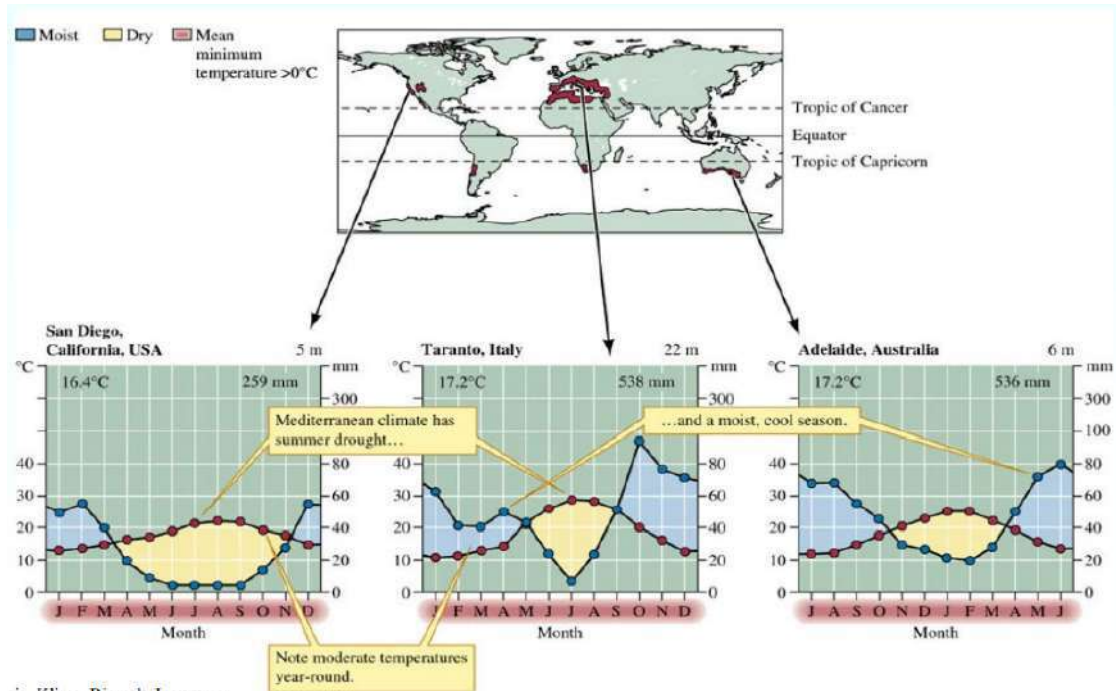 Moist Dry Mean
minimum
temperature >0°C
Tropic of Cancer
Equator
Tropic of Capricorn
San Diego,
California, USA 5 m
°C mm
16.4°C 259 mm
300
40 80
30 60
20 40
10 20
0 0
J F M A M J J A S O N D
Month
Taranto, Italy 22 m
°C mm
17.2°C 538 mm
300
40 80
30 60
20 40
10 20
0 0
J F M A M J J A S O N D
Month
Adelaide, Australia 6 m
°C mm
17.2°C 536 mm
300
100
40 80
30 60
20 40
10 20
0 0
J A S O N D J F M A M J
Month
Mediterranean climate has
summer drought…
…and a moist, cool season.
Note moderate temperatures
year-round.